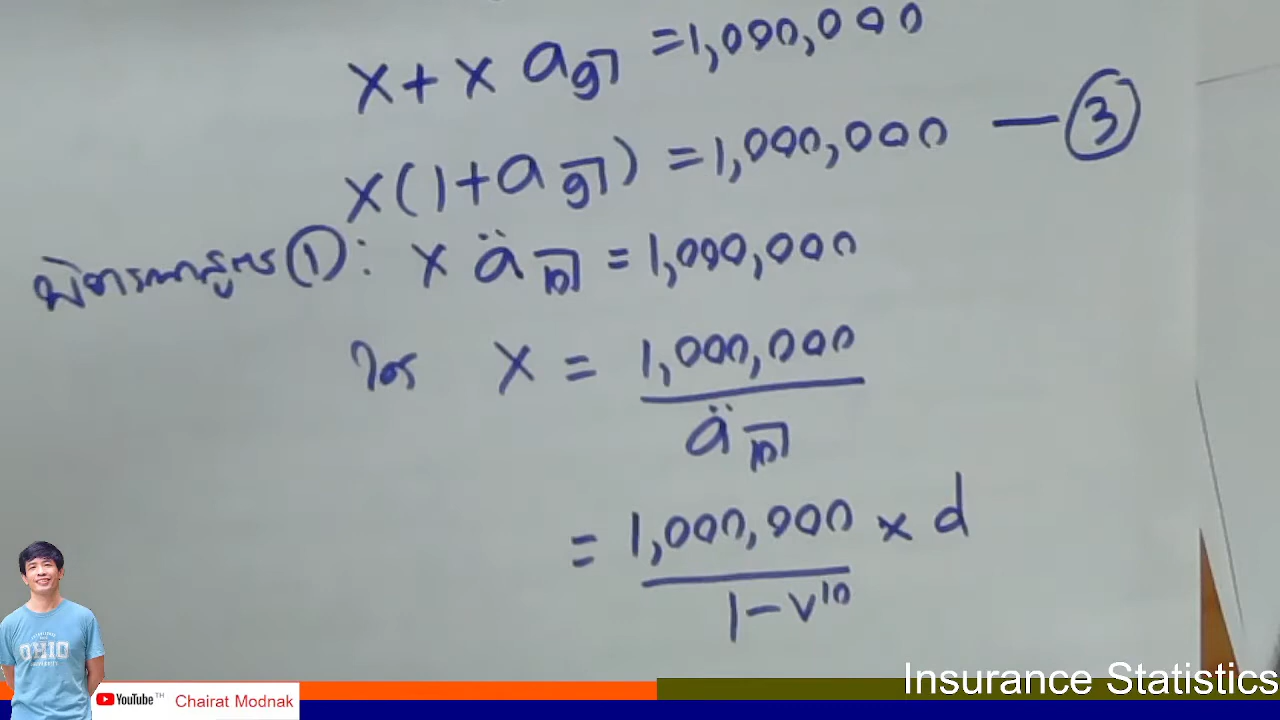 x + x a9̅| = 1,000,000
x(1 + a9̅|) = 1,000,000 — ③
พิจารณาสูตร ① : x ä10̅| = 1,000,000
ได้ x = 1,000,000
ä10̅|
= 1,000,000 x d
1 - v¹⁰
OHIO
YouTube TH Chairat Modnak
Insurance Statistics